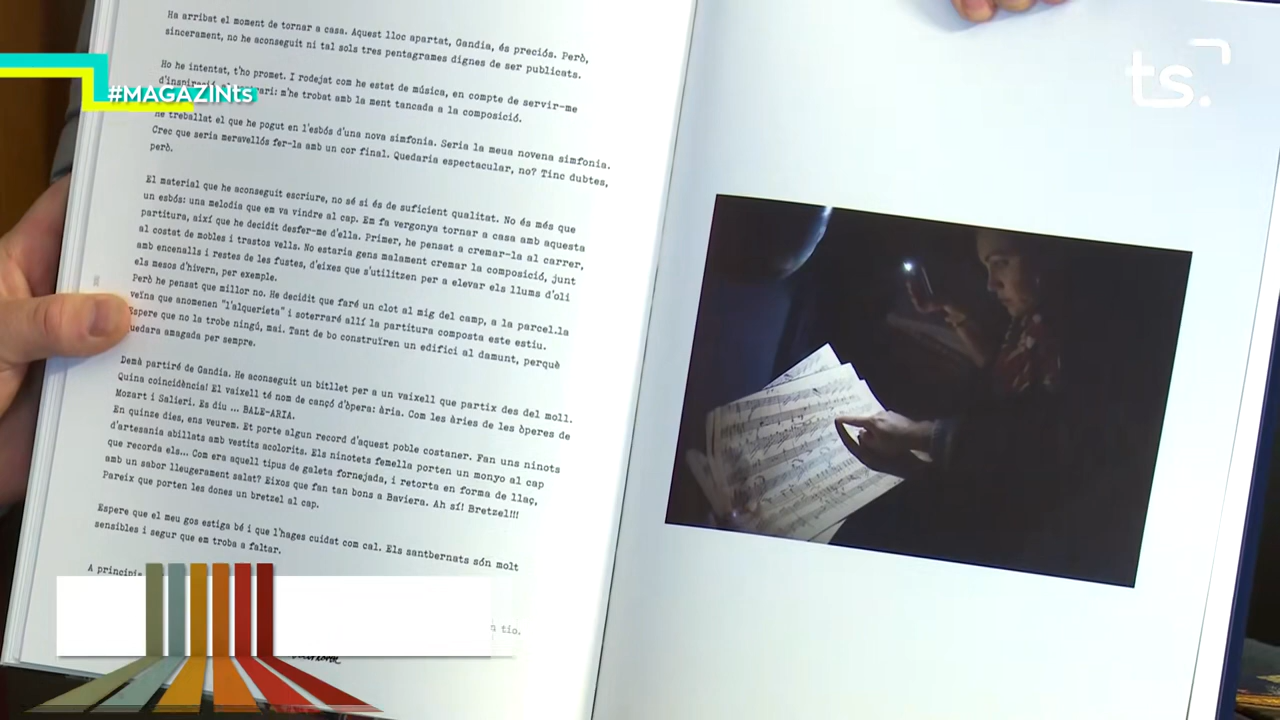 Ha arribat el moment de tornar a casa. Aquest lloc apartat, Gandia, és preciós. Però,
sincerament, no he aconseguit ni tal sols tres pentagrames dignes de ser publicats.
Ho he intentat, t'ho promet. I rodejat com he estat de música, en compte de servir-me
d'inspiració m'he trobat amb la ment tancada a la composició.
he treballat el que he pogut en l'esbós d'una nova simfonia. Seria la meua novena simfonia.
Crec que seria meravellós fer-la amb un cor final. Quedaria espectacular, no? Tinc dubtes,
però.
El material que he aconseguit escriure, no sé si és de suficient qualitat. No és més que
un esbós: una melodia que em va vindre al cap. Em fa vergonya tornar a casa amb aquesta
partitura, així que he decidit desfer-me d'ella. Primer, he pensat a cremar-la al carrer,
al costat de mobles i trastos vells. No estaria gens malament cremar la composició, junt
amb encenalls i restes de les fustes, d'eixes que s'utilitzen per a elevar els llums d'oli
els mesos d'hivern, per exemple.
Però he pensat que millor no. He decidit que faré un clot al mig del camp, a la parcel.la
veïna que anomenen "l'alquerieta" i soterraré allí la partitura composta este estiu.
Espere que no la trobe ningú, mai. Tant de bo construïren un edifici al damunt, perquè
quedara amagada per sempre.
Demà partiré de Gandia. He aconseguit un bitllet per a un vaixell que partix des del moll.
Quina coincidència! El vaixell té nom de cançó d'òpera: ària. Com les àries de les òperes de
Mozart i Salieri. Es diu ... BALE-ARIA.
En quinze dies, ens veurem. Et porte algun record d'aquest poble costaner. Fan uns ninots
d'artesania abillats amb vestits acolorits. Els ninotets femella porten un monyo al cap
que recorda els... Com era aquell tipus de galeta fornejada, i retorta en forma de llaç,
amb un sabor lleugerament salat? Eixos que fan tan bons a Baviera. Ah sí! Bretzel!!!
Pareix que porten les dones un bretzel al cap.
Espere que el meu gos estiga bé i que l'hages cuidat com cal. Els santbernats són molt
sensibles i segur que em troba a faltar.
A principis
tio.
#MAGAZINts
ts.